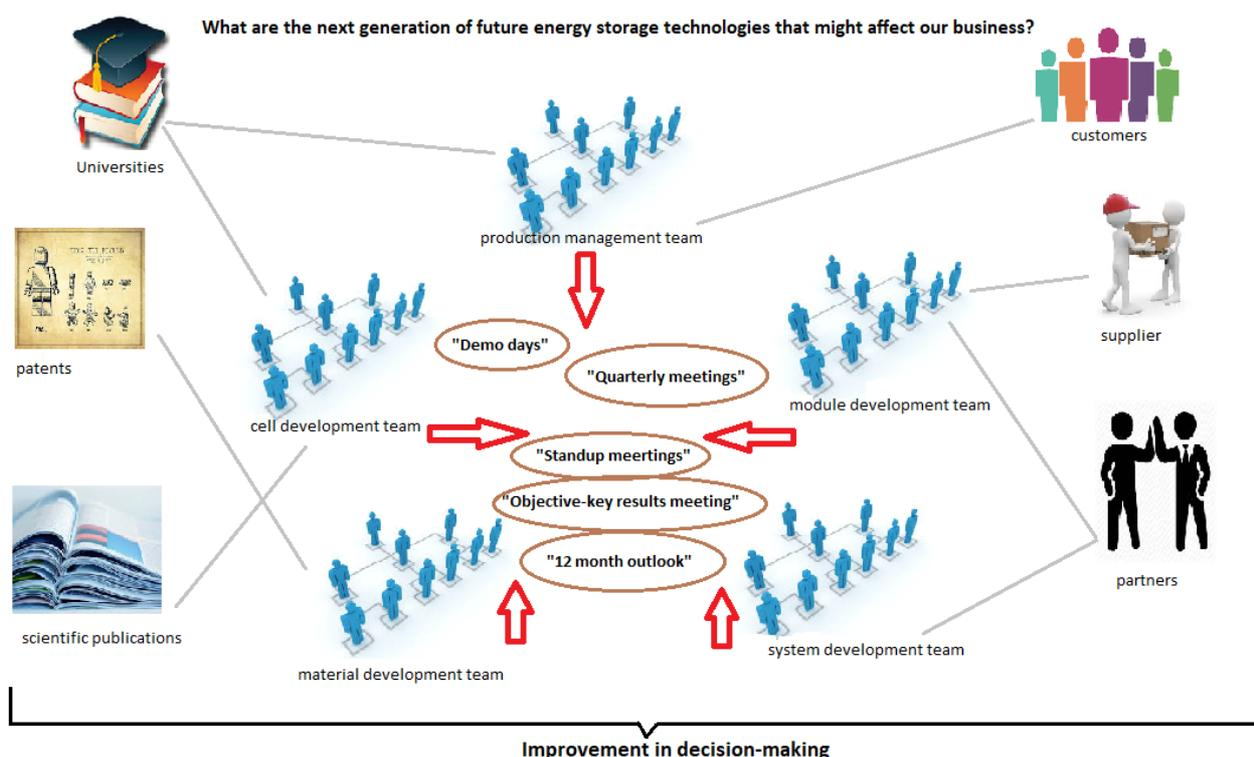 What are the next generation of future energy storage technologies that might affect our business?
Universities
customers
production management team
patents
supplier
"Demo days"
"Quarterly meetings"
module development team
cell development team
"Standup meertings"
"Objective-key results meeting"
"12 month outlook"
partners
scientific publications
system development team
material development team
Improvement in decision-making